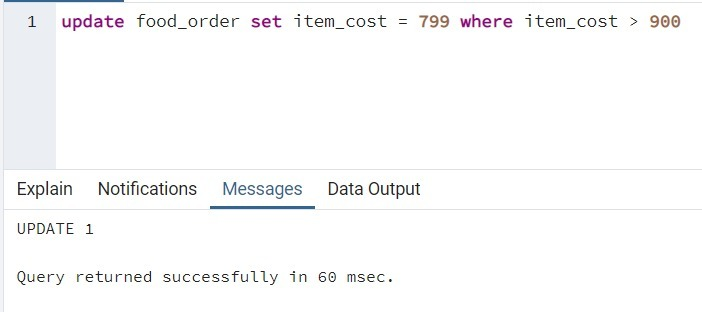 1 update food_order set item_cost = 799 where item_cost > 900
Explain Notifications Messages Data Output
UPDATE 1
Query returned successfully in 60 msec.